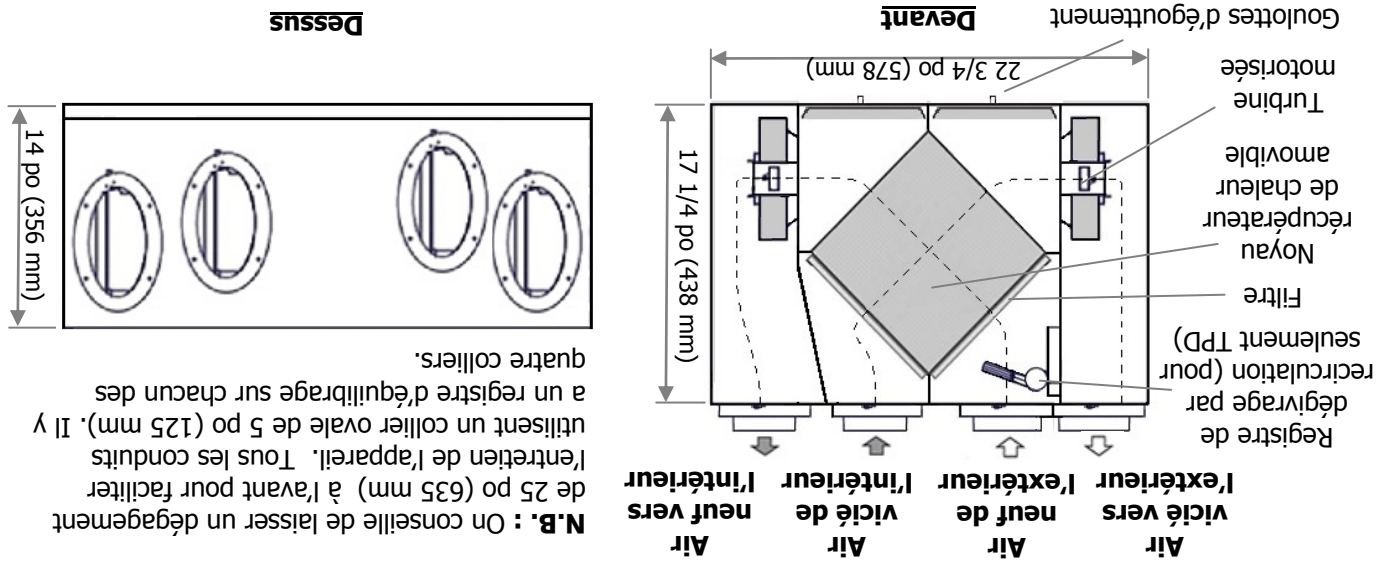 Air
vicié vers
l'extérieur
Air
neuf de
l'extérieur
Air
vicié de
l'intérieur
Air
neuf vers
l'intérieur
N.B. : On conseille de laisser un dégagement
de 25 po (635 mm) à l'avant pour faciliter
l'entretien de l'appareil. Tous les conduits
utilisent un collier ovale de 5 po (125 mm). Il y
a un registre d'équilibrage sur chacun des
quatre colliers.
Registre de
dégivrage par
recirculation (pour
seulement TPD)
Filtre
Noyau
récupérateur
de chaleur
amovible
Turbine
motorisée
Goulottes d'égouttement
17 1/4 po (438 mm)
22 3/4 po (578 mm)
Devant
14 po (356 mm)
Dessus